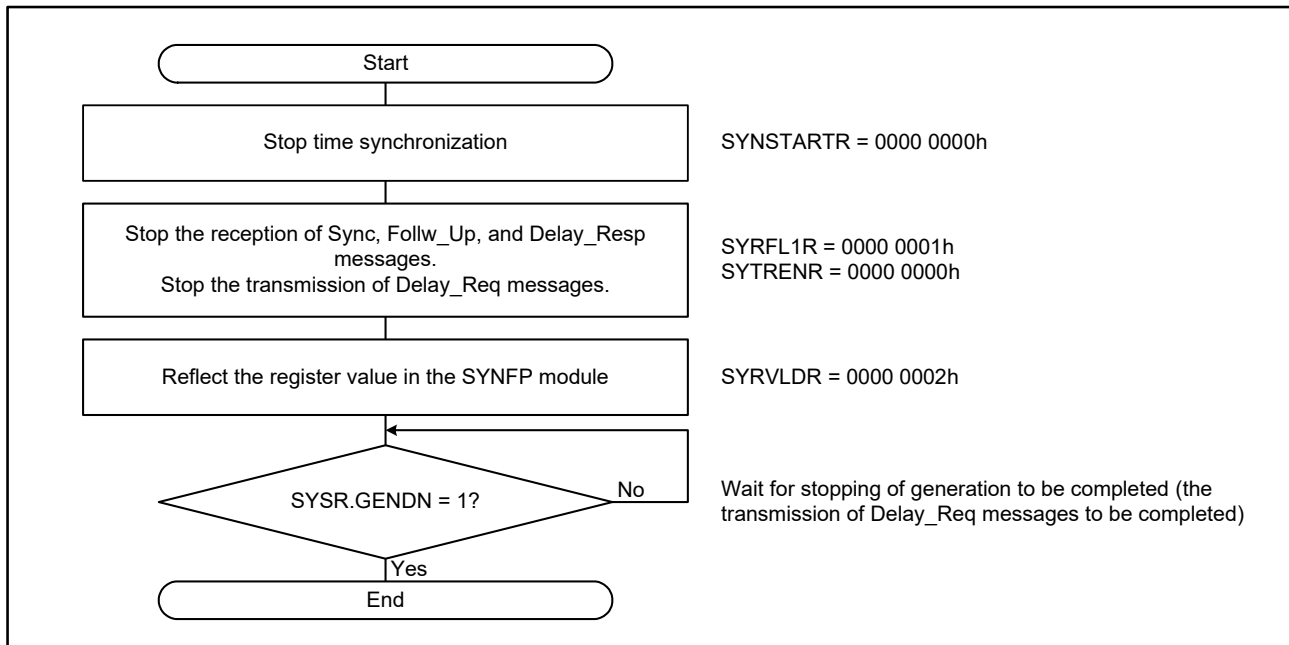 Start
Stop time synchronization
SYNSTARTR = 0000 0000h
Stop the reception of Sync, Follw_Up, and Delay_Resp
messages.
Stop the transmission of Delay_Req messages.
SYRFL1R = 0000 0001h
SYTRENR = 0000 0000h
Reflect the register value in the SYNFP module
SYRVLDR = 0000 0002h
SYSR.GENDN = 1?
No
Wait for stopping of generation to be completed (the
transmission of Delay_Req messages to be completed)
Yes
End